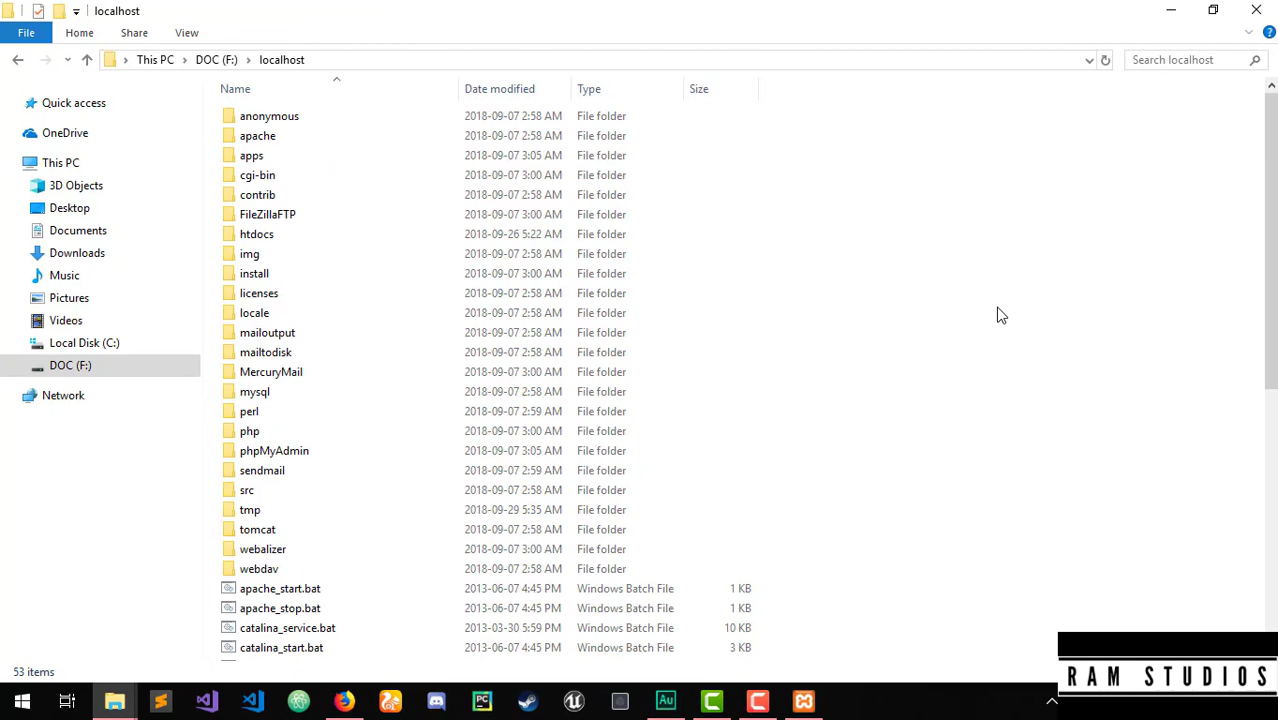 localhost
File Home Share View
This PC DOC (F:) localhost Search localhost
Name Date modified Type Size
Quick access
OneDrive
This PC
3D Objects
Desktop
Documents
Downloads
Music
Pictures
Videos
Local Disk (C:)
DOC (F:)
Network
anonymous 2018-09-07 2:58 AM File folder
apache 2018-09-07 2:58 AM File folder
apps 2018-09-07 3:05 AM File folder
cgi-bin 2018-09-07 3:00 AM File folder
contrib 2018-09-07 2:58 AM File folder
FileZillaFTP 2018-09-07 3:00 AM File folder
htdocs 2018-09-26 5:22 AM File folder
img 2018-09-07 2:58 AM File folder
install 2018-09-07 3:00 AM File folder
licenses 2018-09-07 2:58 AM File folder
locale 2018-09-07 2:58 AM File folder
mailoutput 2018-09-07 2:58 AM File folder
mailtodisk 2018-09-07 2:58 AM File folder
MercuryMail 2018-09-07 3:00 AM File folder
mysql 2018-09-07 2:58 AM File folder
perl 2018-09-07 2:59 AM File folder
php 2018-09-07 3:00 AM File folder
phpMyAdmin 2018-09-07 3:05 AM File folder
sendmail 2018-09-07 2:59 AM File folder
src 2018-09-07 2:58 AM File folder
tmp 2018-09-29 5:35 AM File folder
tomcat 2018-09-07 2:58 AM File folder
webalizer 2018-09-07 3:00 AM File folder
webdav 2018-09-07 2:58 AM File folder
apache_start.bat 2013-06-07 4:45 PM Windows Batch File 1 KB
apache_stop.bat 2013-06-07 4:45 PM Windows Batch File 1 KB
catalina_service.bat 2013-03-30 5:59 PM Windows Batch File 10 KB
catalina_start.bat 2013-06-07 4:45 PM Windows Batch File 3 KB
53 items
RAM STUDIOS
Au
PC
C
C